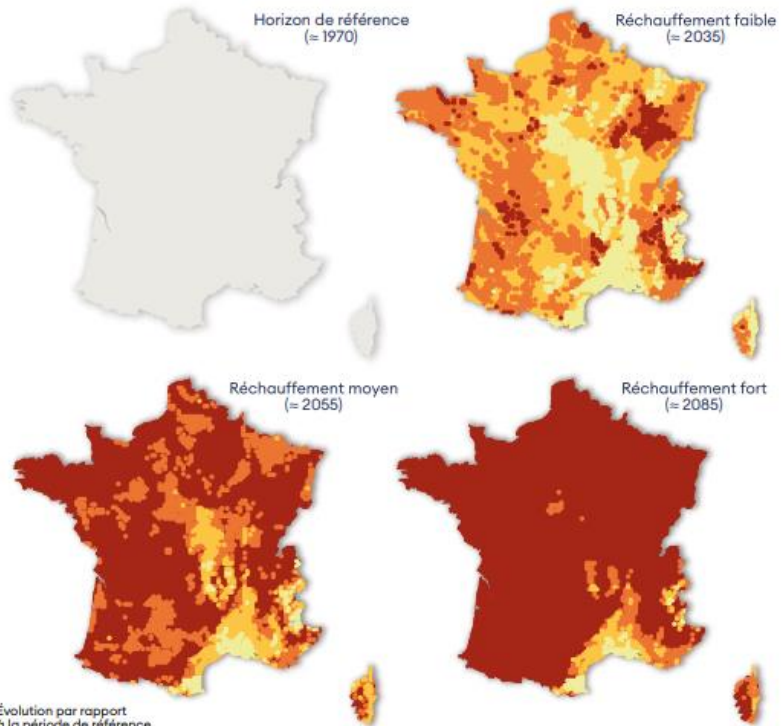 Horizon de référence
(≈ 1970)
Réchauffement faible
(≈ 2035)
Réchauffement moyen
(≈ 2055)
Réchauffement fort
(≈ 2085)
Évolution par rapport
à la période de référence